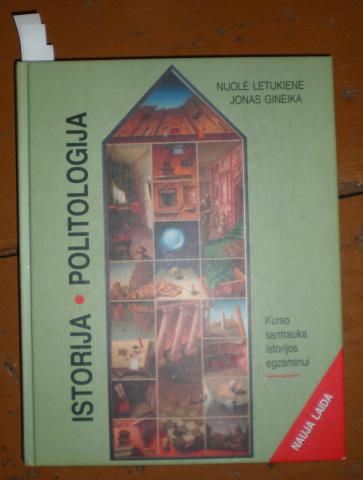 NIJOLĖ LETUKIENĖ
JONAS GINEIKA
ISTORIJA • POLITOLOGIJA
Kurso
santrauka
istorijos
egzaminui
NAUJA LAIDA